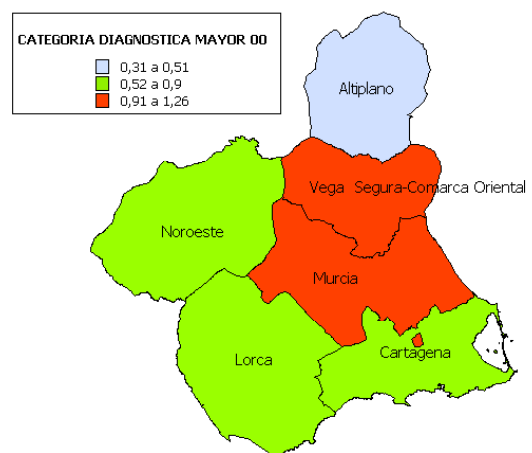 CATEGORIA DIAGNOSTICA MAYOR 00
0,31 a 0,51
0,52 a 0,9
0,91 a 1,26
Altiplano
Vega Segura-Comarca Oriental
Noroeste
Murcia
Lorca
Cartagena